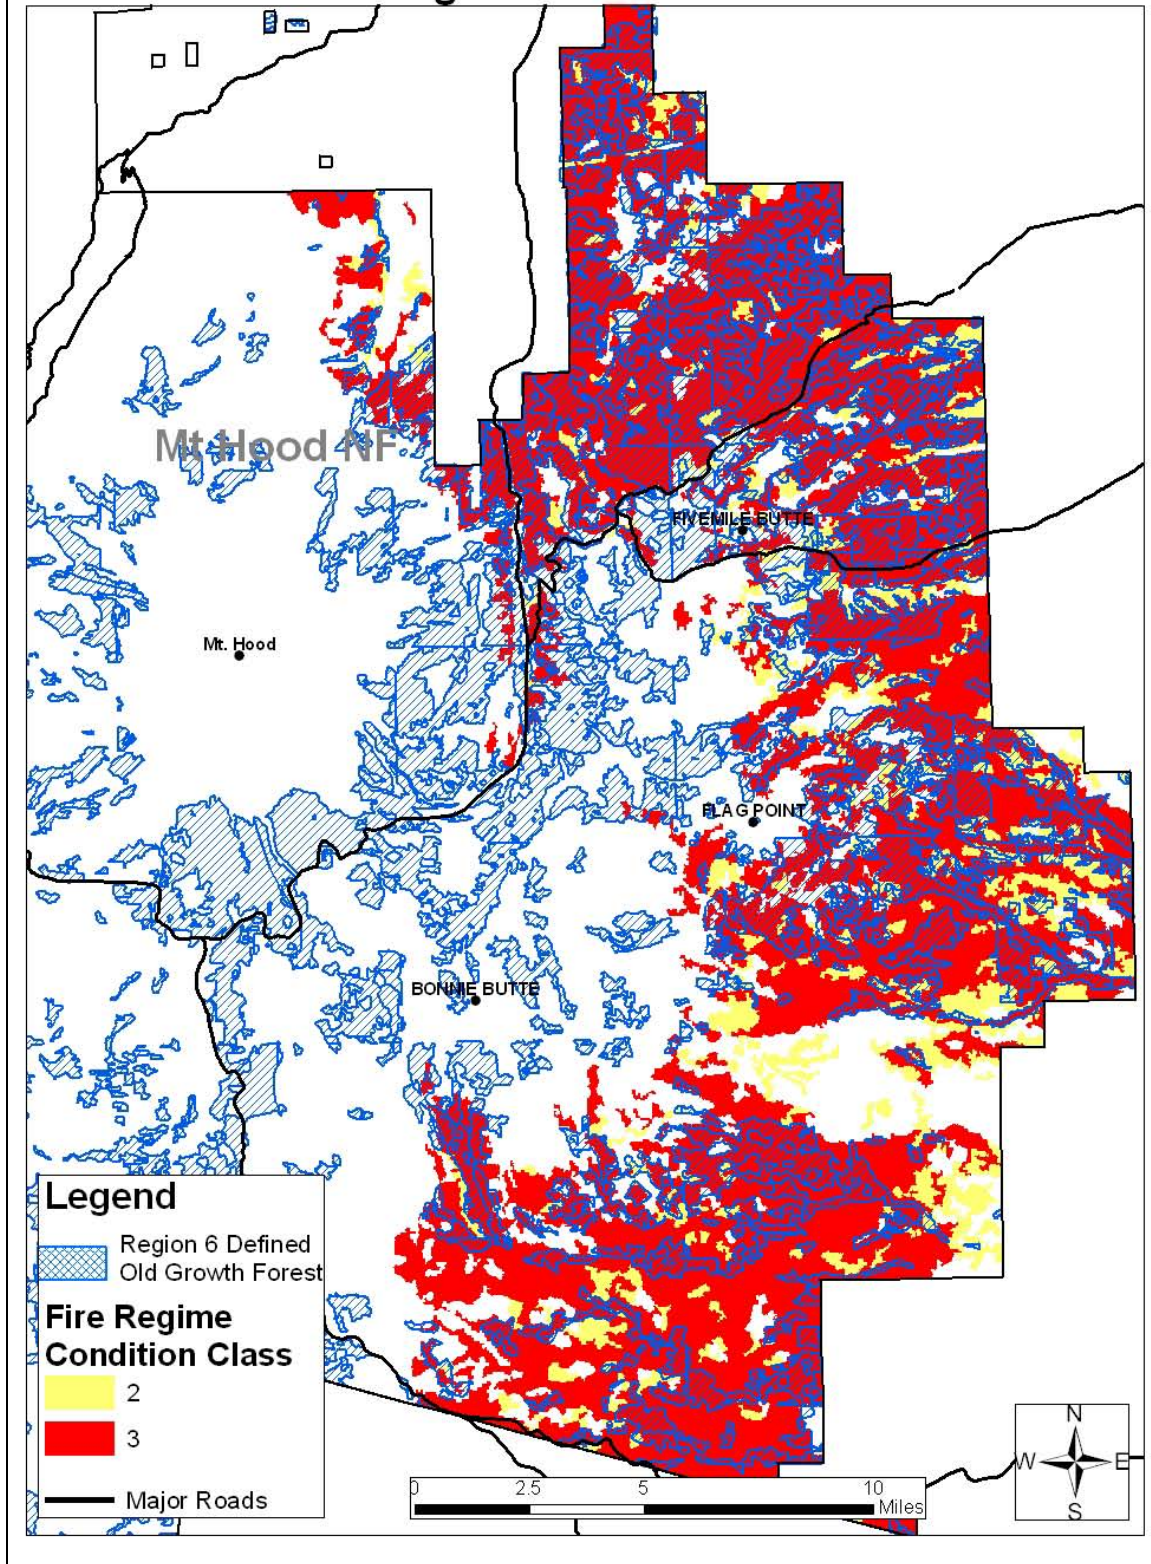 Mt Hood NF
FIVEMILE BUTTE
Mt. Hood
FLAG POINT
BONNIE BUTTE
Legend
Region 6 Defined
Old Growth Forest
Fire Regime
Condition Class
2
3
Major Roads
0 2.5 5 10
Miles
N
W E
S